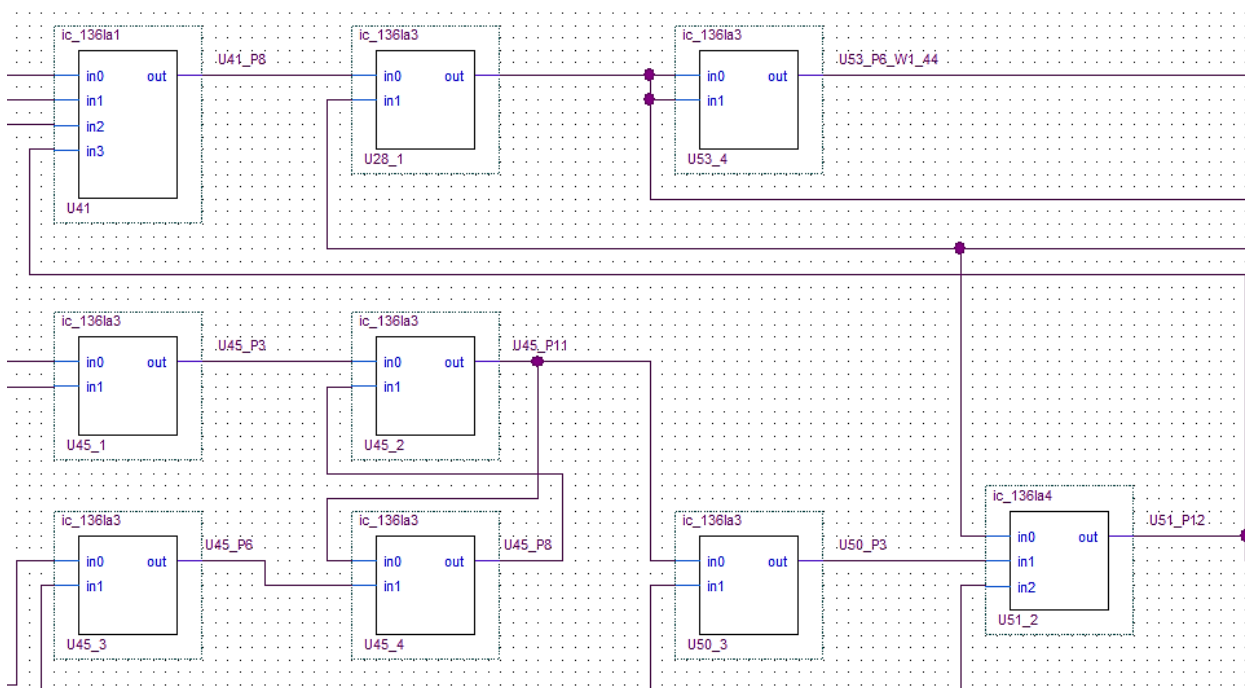 ic_136la1
in0 out
in1
in2
in3
U41
U41_P8
ic_136la3
in0 out
in1
U28_1
ic_136la3
in0 out
in1
U53_4
U53_P6_W1_44
ic_136la3
in0 out
in1
U45_1
U45_P3
ic_136la3
in0 out
in1
U45_2
U45_P11
ic_136la3
in0 out
in1
U45_3
U45_P6
ic_136la3
in0 out
in1
U45_4
U45_P8
ic_136la3
in0 out
in1
U50_3
U50_P3
ic_136la4
in0 out
in1
in2
U51_2
U51_P12